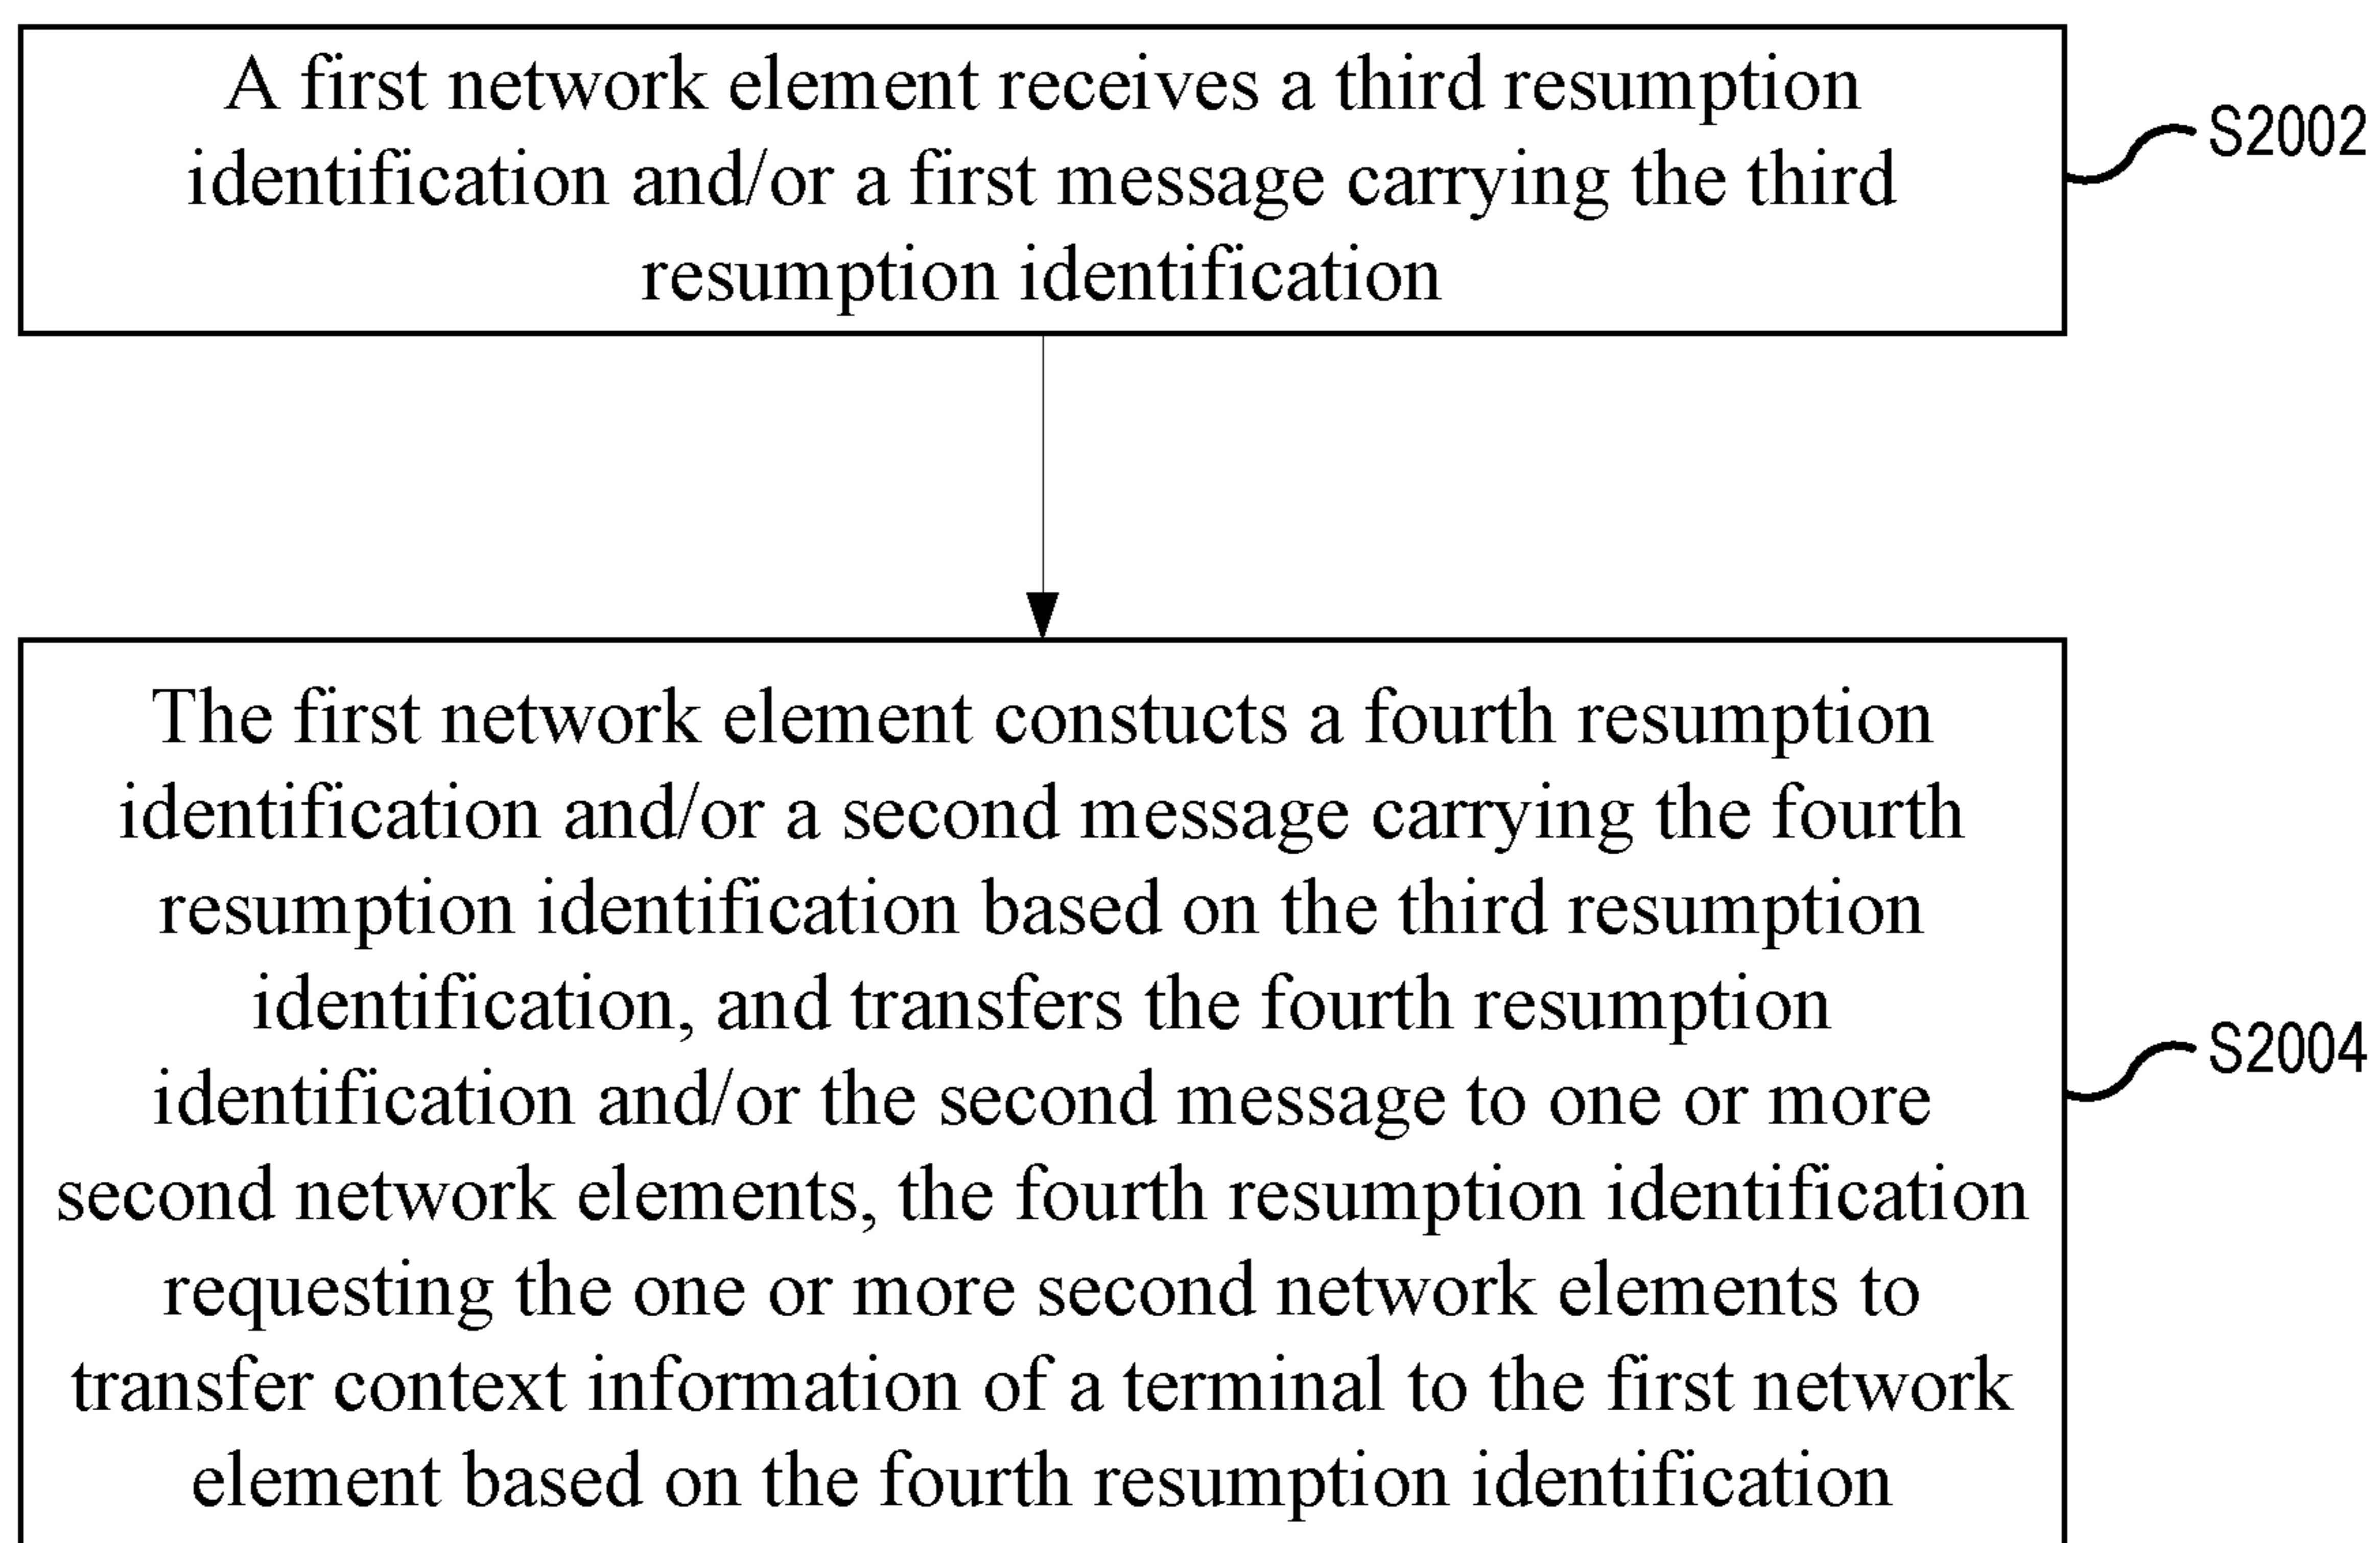 A first network element receives a third resumption
identification and/or a first message carrying the third
resumption identification
S2002
The first network element constucts a fourth resumption
identification and/or a second message carrying the fourth
resumption identification based on the third resumption
identification, and transfers the fourth resumption
identification and/or the second message to one or more
second network elements, the fourth resumption identification
requesting the one or more second network elements to
transfer context information of a terminal to the first network
element based on the fourth resumption identification
S2004